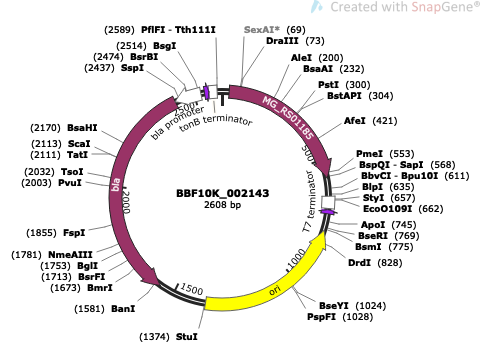 Created with SnapGene®
(2589) PflFI - Tth111I
SexAI* (69)
DraIII (73)
(2514) BsgI
(2474) BsrBI
(2437) SspI
AleI (200)
BsaAI (232)
PstI (300)
BstAPI (304)
AfeI (421)
PmeI (553)
BspQI - SapI (568)
BbvCI - Bpu10I (611)
BlpI (635)
StyI (657)
EcoO109I (662)
ApoI (745)
BseRI (769)
BsmI (775)
DrdI (828)
BseYI (1024)
PspFI (1028)
(1374) StuI
(1581) BanI
(1673) BmrI
(1713) BsrFI
(1753) BglI
(1781) NmeAIII
(1855) FspI
(2003) PvuI
(2032) TsoI
(2111) TatI
(2113) ScaI
(2170) BsaHI
2500
bla promoter
tonB terminator
MG_RS01185
500
T7 terminator
1000
ori
1500
2000
bla
BBF10K_002143
2608 bp